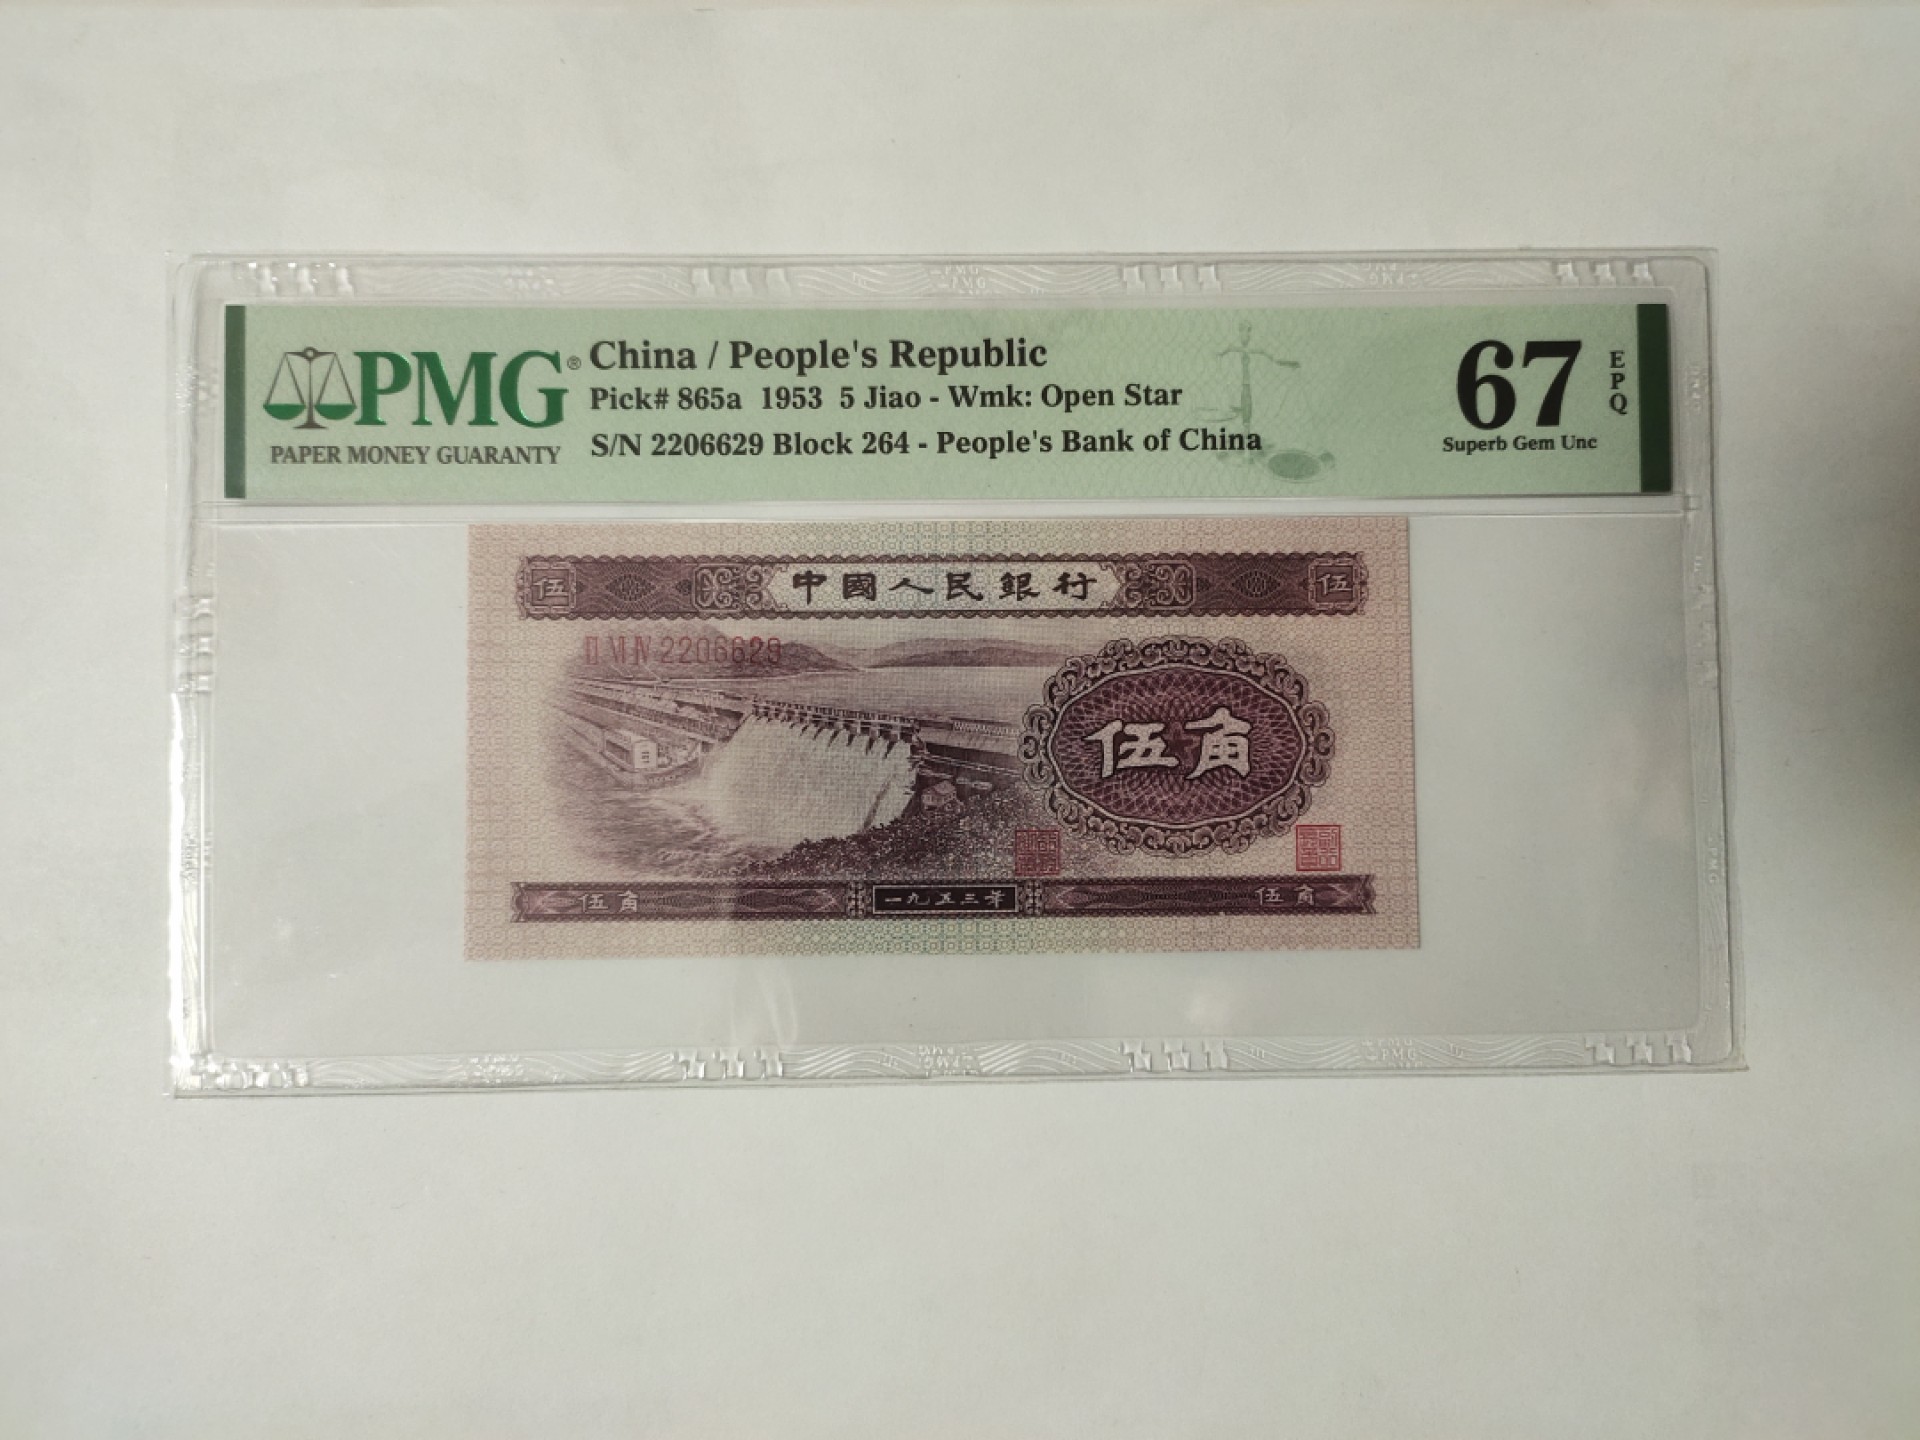 PMG®
PAPER MONEY GUARANTY
China / People's Republic
Pick# 865a 1953 5 Jiao - Wmk: Open Star
S/N 2206629 Block 264 - People's Bank of China
67
EPQ
Superb Gem Unc
伍 中國人民銀行 伍
ⅡⅥⅣ 2206629
伍角
伍角 一九五三年 伍角